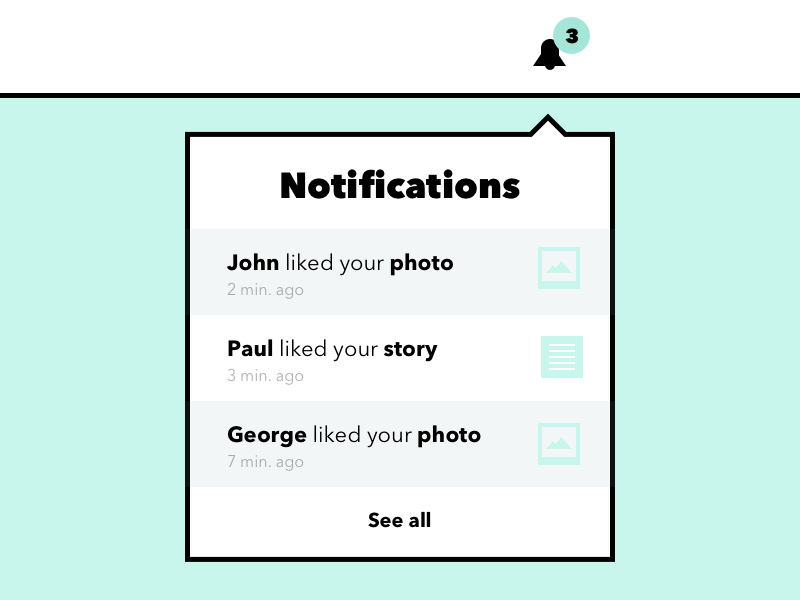 3
Notifications
John liked your photo
2 min. ago
Paul liked your story
3 min. ago
George liked your photo
7 min. ago
See all